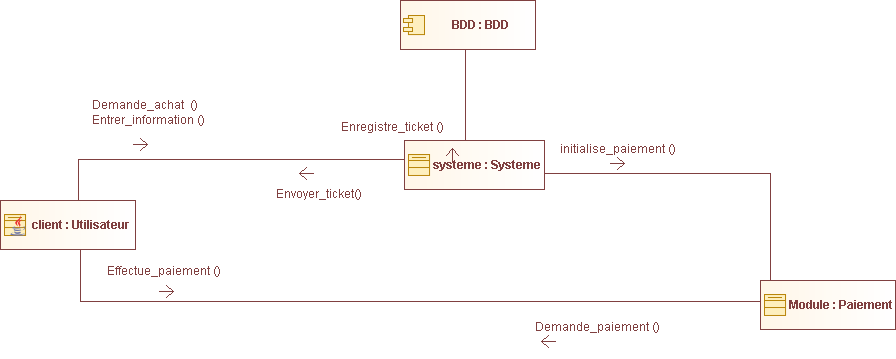 BDD : BDD
Demande_achat  ()
Entrer_information ()
Enregistre_ticket ()
initialise_paiement ()
systeme : Systeme
Envoyer_ticket()
client : Utilisateur
Effectue_paiement ()
Module : Paiement
Demande_paiement ()